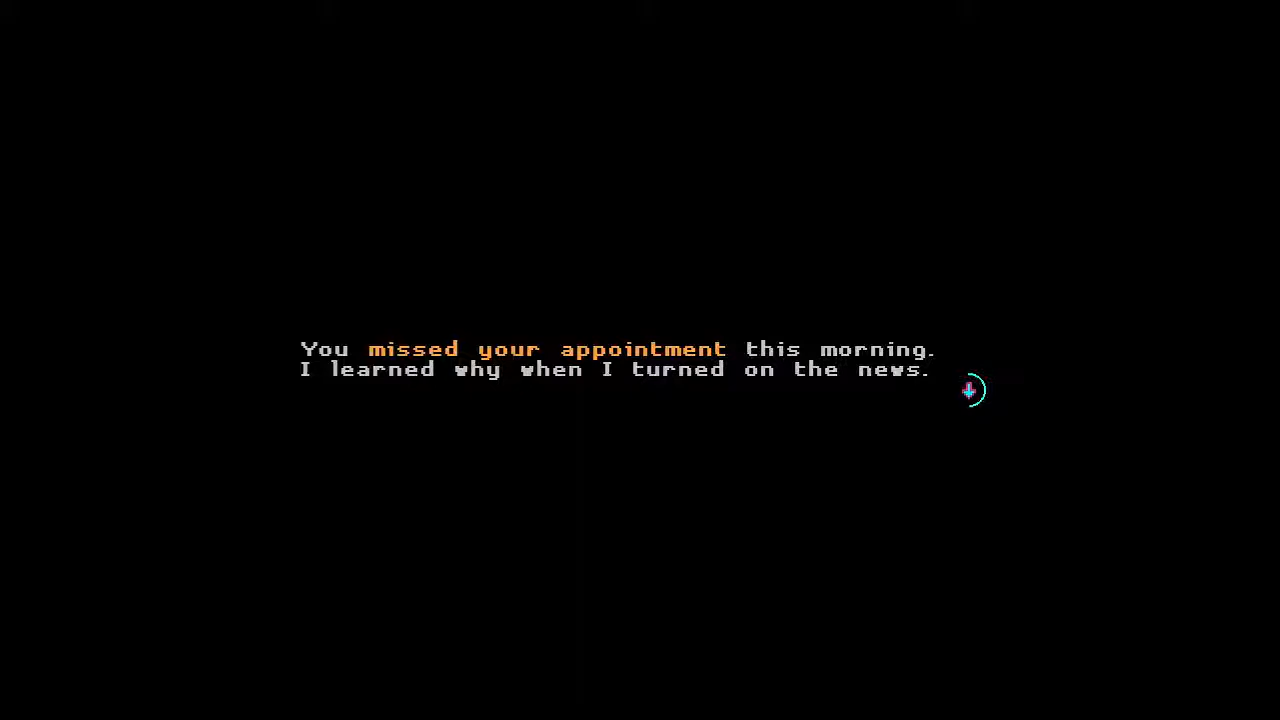 You missed your appointment this morning.
I learned why when I turned on the news.